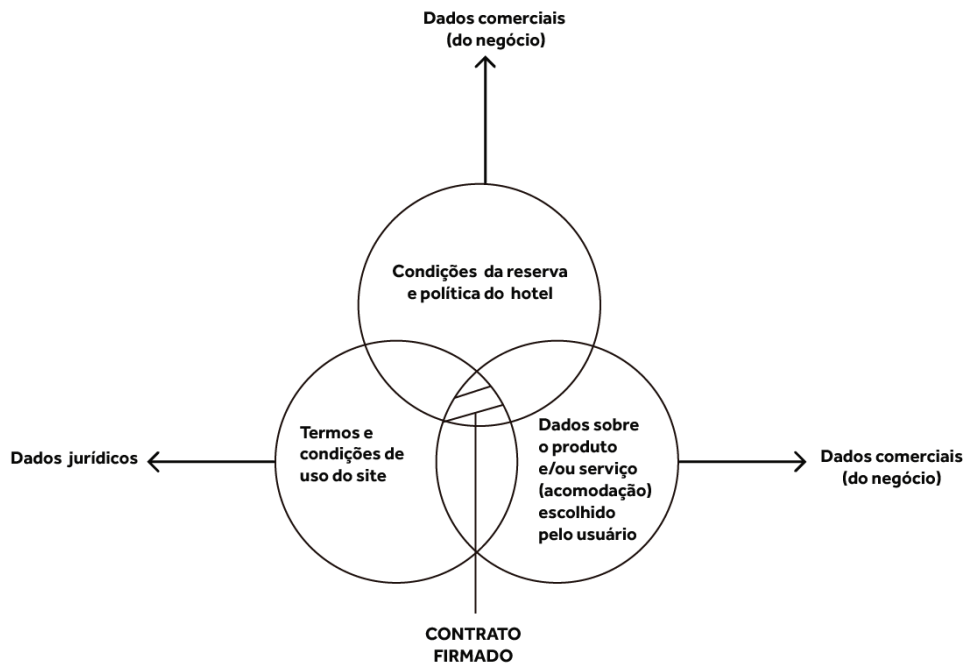 Dados comerciais
(do negócio)
Condições da reserva
e política do hotel
Termos e
condições de
uso do site
Dados sobre
o produto
e/ou serviço
(acomodação)
escolhido
pelo usuário
Dados jurídicos
Dados comerciais
(do negócio)
CONTRATO
FIRMADO